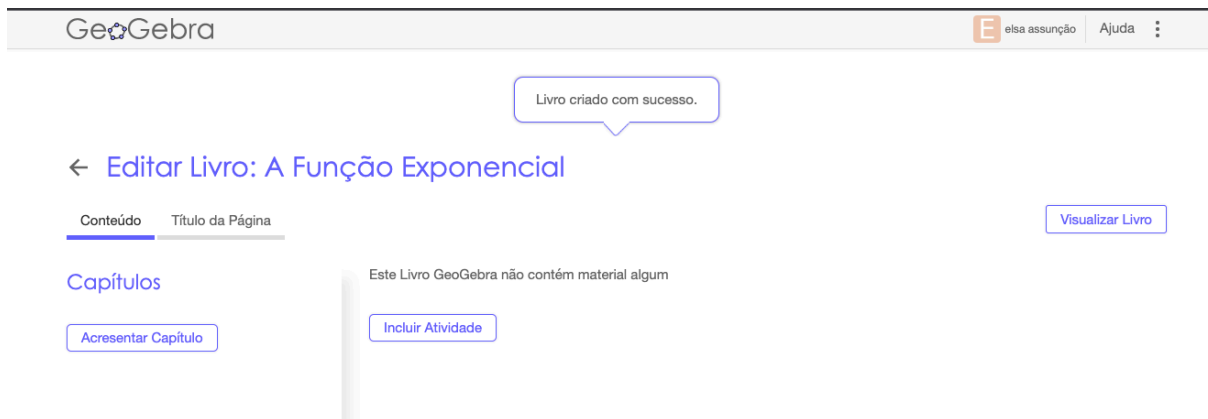 GeoGebra
E elsa assunção Ajuda
Livro criado com sucesso.
← Editar Livro: A Função Exponencial
Conteúdo Título da Página
Visualizar Livro
Capítulos
Este Livro GeoGebra não contém material algum
Acresentar Capítulo
Incluir Atividade